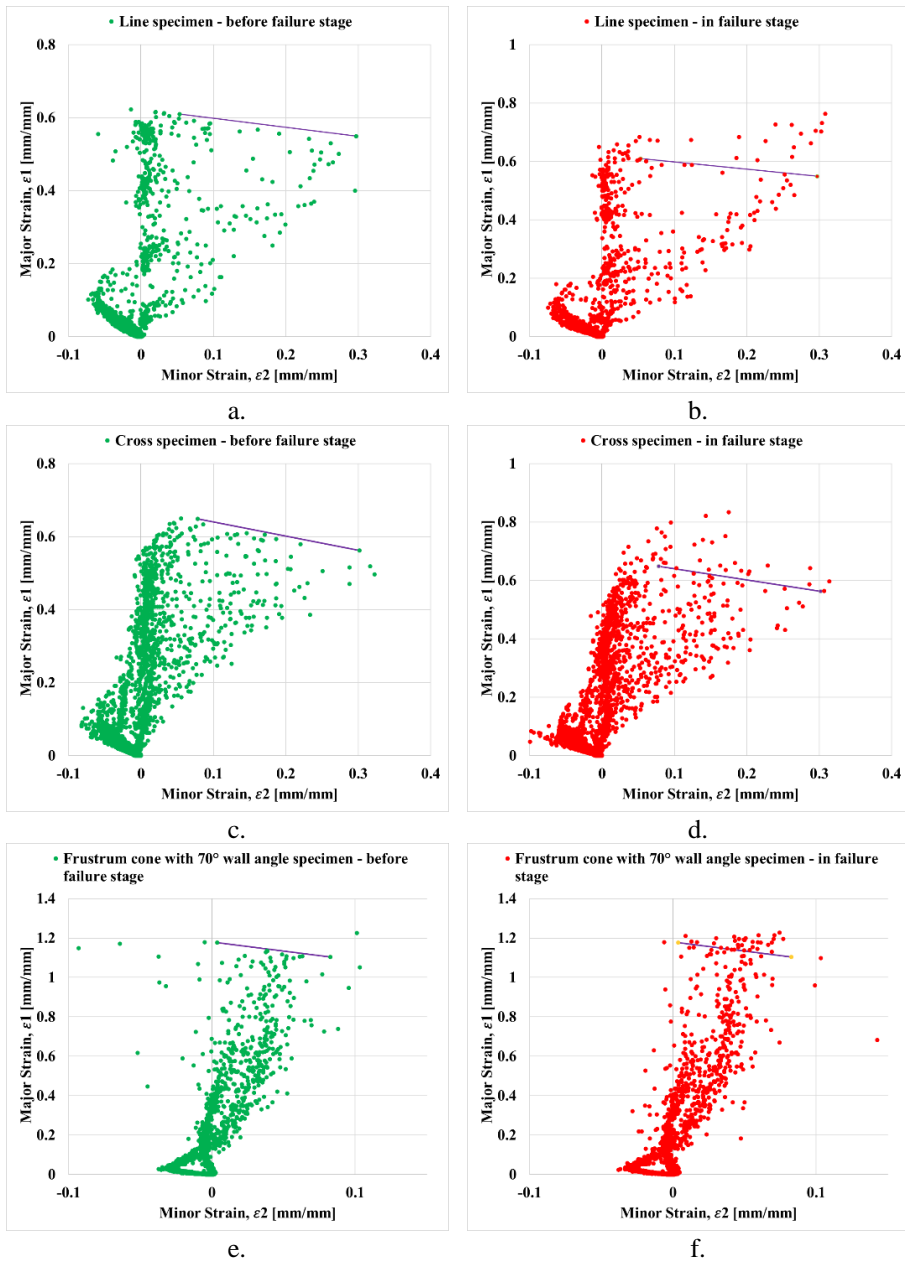 • Line specimen - before failure stage
0.8
0.6
0.4
0.2
0
-0.1 0 0.1 0.2 0.3 0.4
Major Strain, ε1 [mm/mm]
Minor Strain, ε2 [mm/mm]
a.
• Line specimen - in failure stage
1
0.8
0.6
0.4
0.2
0
-0.1 0 0.1 0.2 0.3 0.4
Major Strain, ε1 [mm/mm]
Minor Strain, ε2 [mm/mm]
b.
• Cross specimen - before failure stage
0.8
0.6
0.4
0.2
0
-0.1 0 0.1 0.2 0.3 0.4
Major Strain, ε1 [mm/mm]
Minor Strain, ε2 [mm/mm]
c.
• Cross specimen - in failure stage
1
0.8
0.6
0.4
0.2
0
-0.1 0 0.1 0.2 0.3 0.4
Major Strain, ε1 [mm/mm]
Minor Strain, ε2 [mm/mm]
d.
• Frustrum cone with 70° wall angle specimen - before
failure stage
1.4
1.2
1
0.8
0.6
0.4
0.2
0
-0.1 0 0.1
Major Strain, ε1 [mm/mm]
Minor Strain, ε2 [mm/mm]
e.
• Frustrum cone with 70° wall angle specimen - in failure
stage
1.4
1.2
1
0.8
0.6
0.4
0.2
0
-0.1 0 0.1
Major Strain, ε1 [mm/mm]
Minor Strain, ε2 [mm/mm]
f.